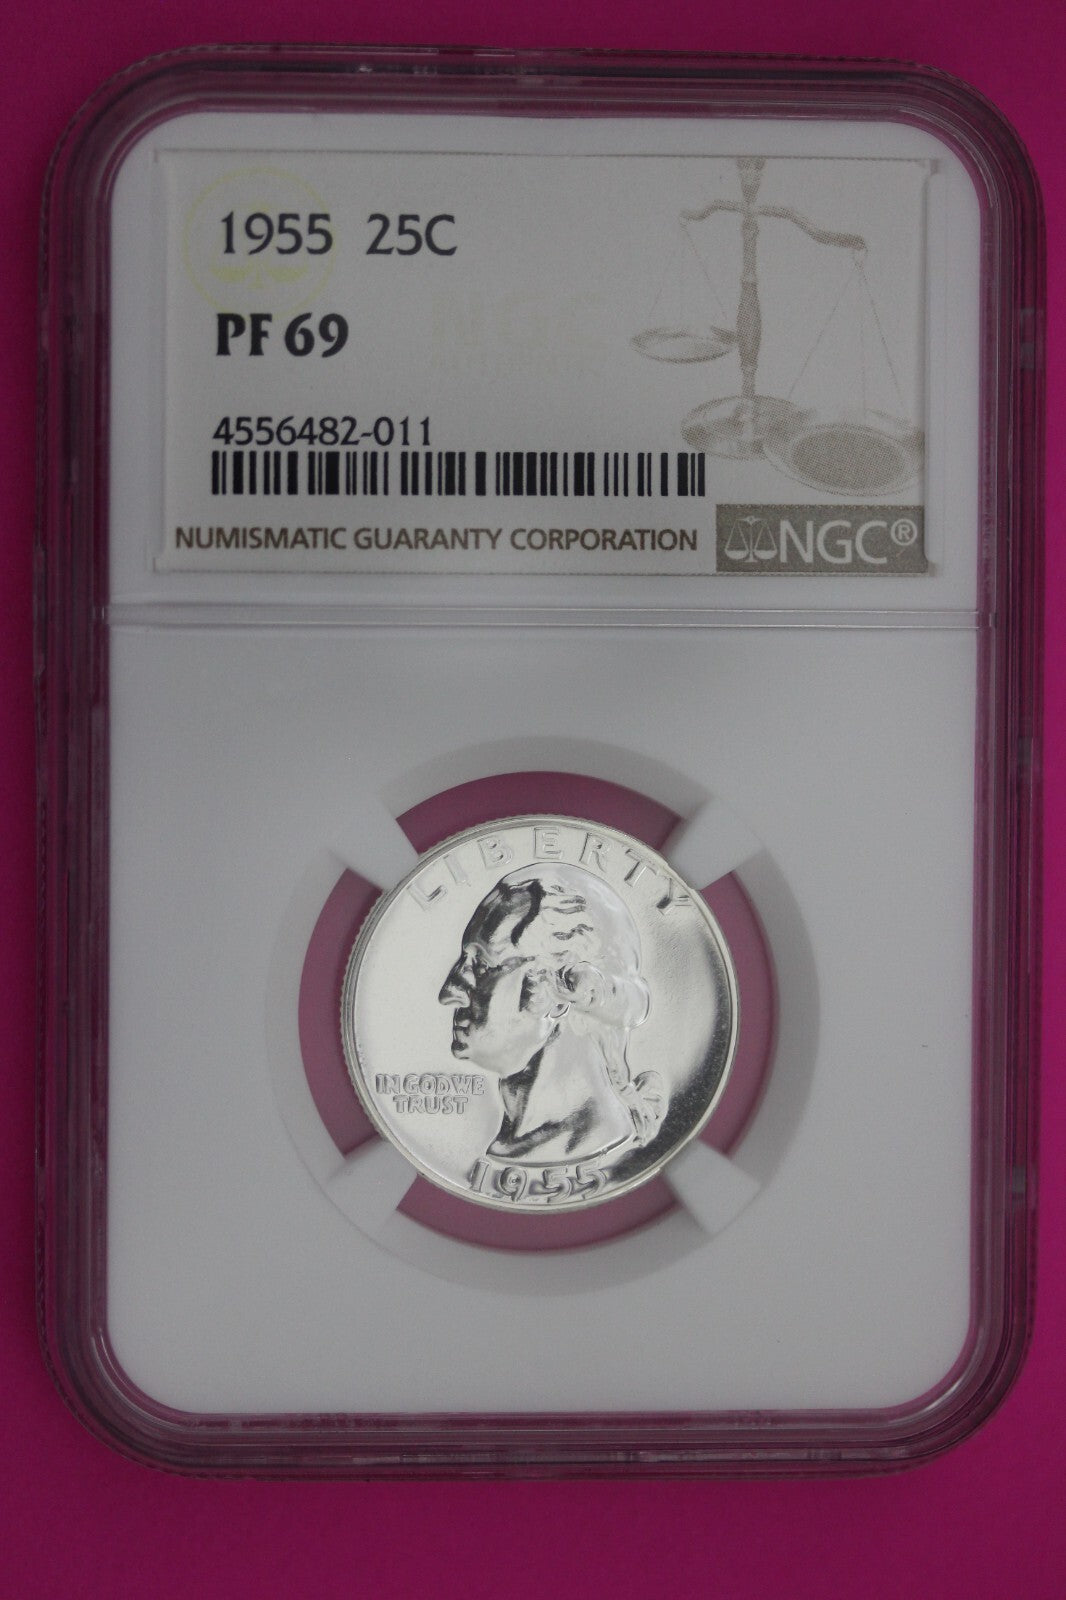 1955 25C
PF 69
4556482-011
NUMISMATIC GUARANTY CORPORATION
NGC®
LIBERTY
IN GOD WE
TRUST
1955